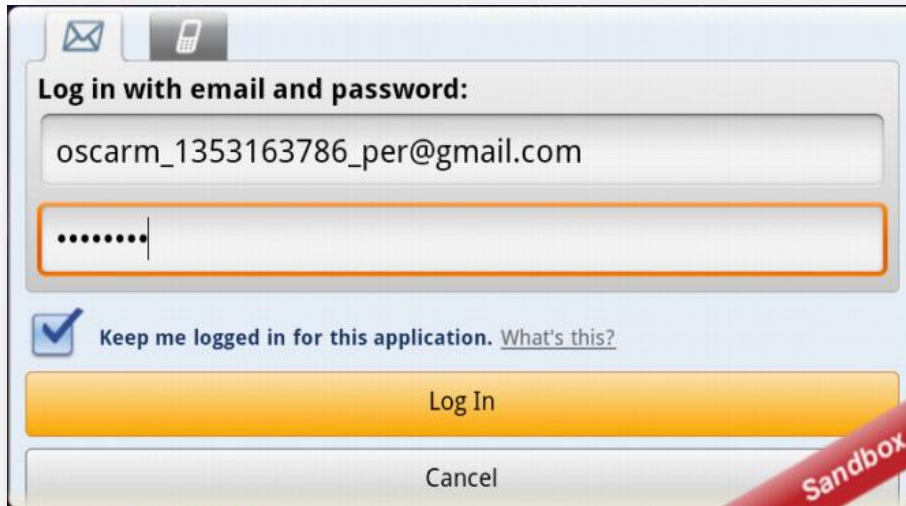 Log in with email and password:
oscarm_1353163786_per@gmail.com
••••••••
Keep me logged in for this application. What's this?
Log In
Cancel
Sandbox